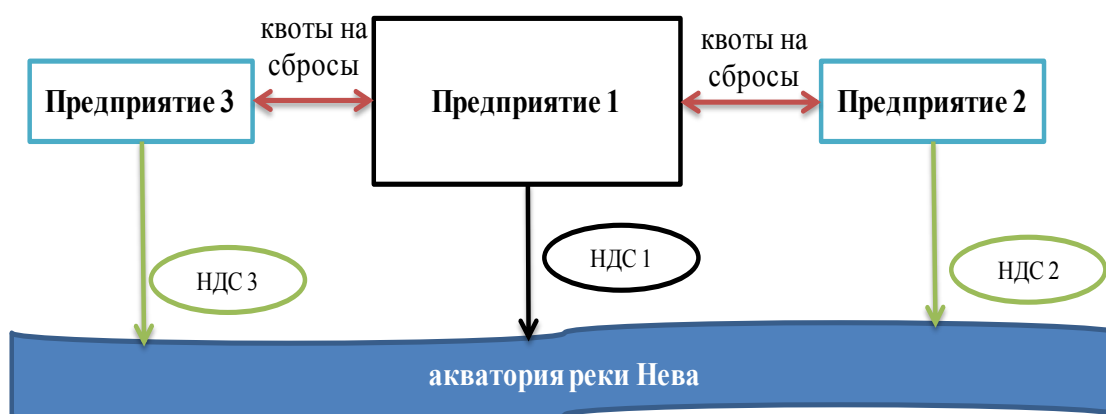 квоты на
сбросы
квоты на
сбросы
Предприятие 3
Предприятие 1
Предприятие 2
НДС 3
НДС 1
НДС 2
акватория реки Нева